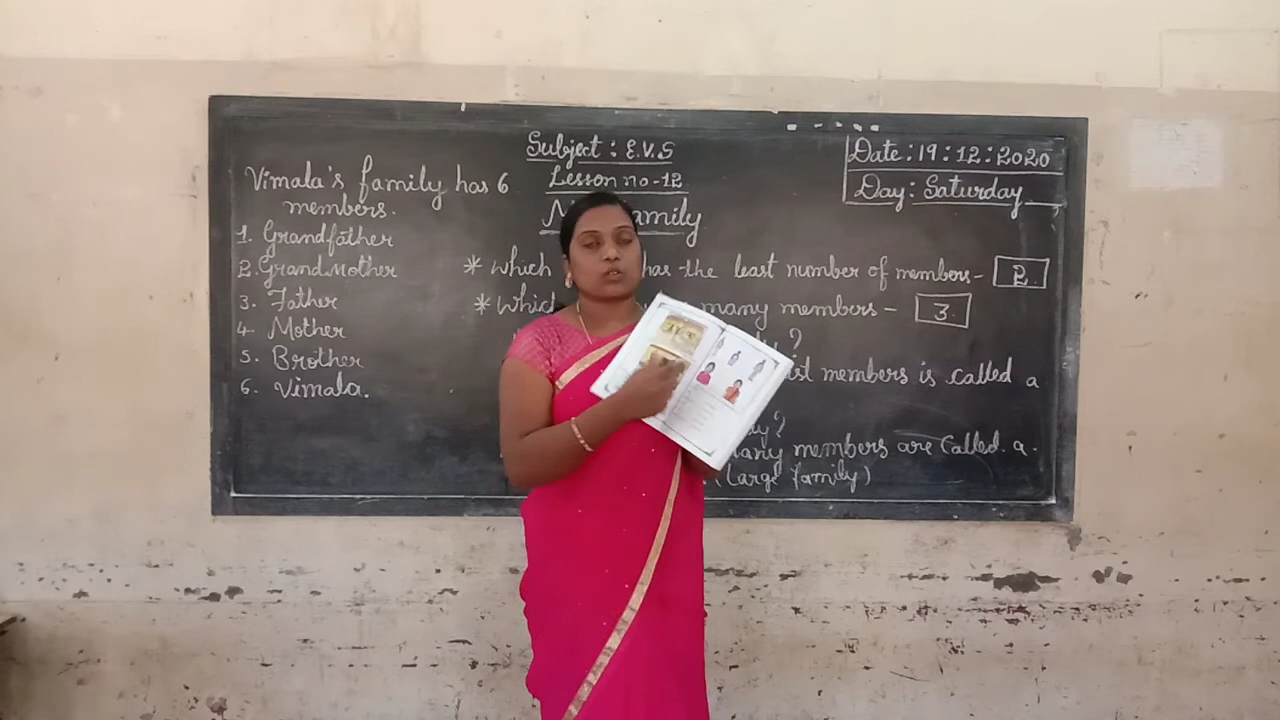 Subject : E.V.S
Lesson no-12
Family
Date : 19 : 12 : 2020
Day : Saturday
Vimala's family has 6
members.
1. Grandfather
2. GrandMother
3. Father
4. Mother
5. Brother
6. Vimala.
* which has the least number of members - 2
* which many members - 3.
?
members is called a
?
many members are called a.
(Large family)